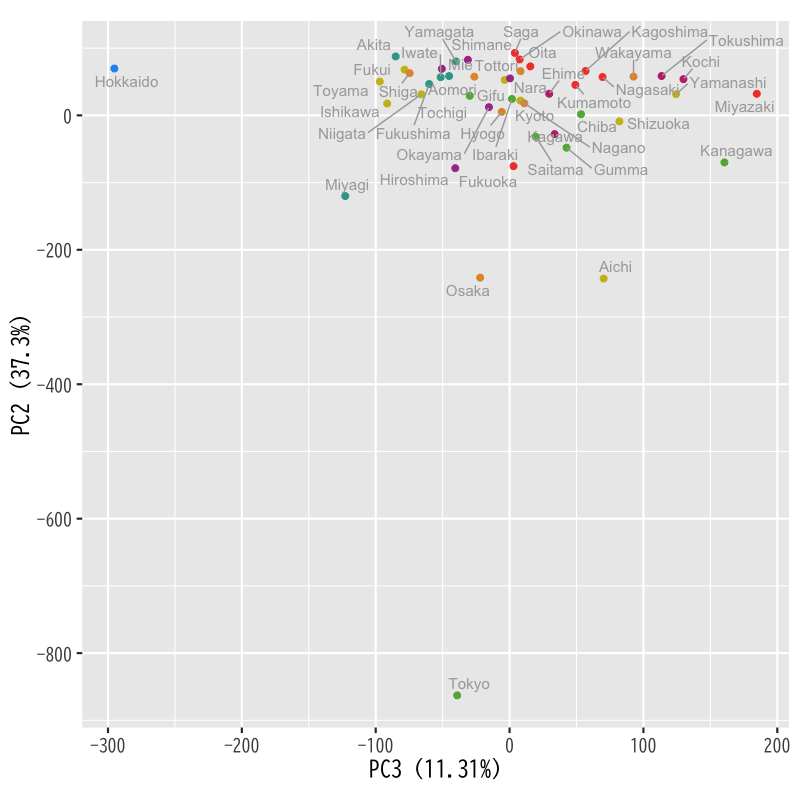 Yamagata
Saga
Okinawa
Kagoshima
Tokushima
Akita
Iwate
Shimane
Oita
Wakayama
Kochi
Hokkaido
Fukui
Mie
Tottori
Ehime
Nagasaki
Yamanashi
Toyama
Shiga
Aomori
Gifu
Nara
Kumamoto
Miyazaki
Ishikawa
Tochigi
Kyoto
Chiba
Shizuoka
Niigata
Fukushima
Hyogo
Kagawa
Nagano
Okayama
Ibaraki
Kanagawa
Hiroshima
Fukuoka
Saitama
Gumma
Miyagi
Osaka
Aichi
Tokyo
0
−200
−400
−600
−800
PC2 (37.3%)
−300
−200
−100
0
100
200
PC3 (11.31%)